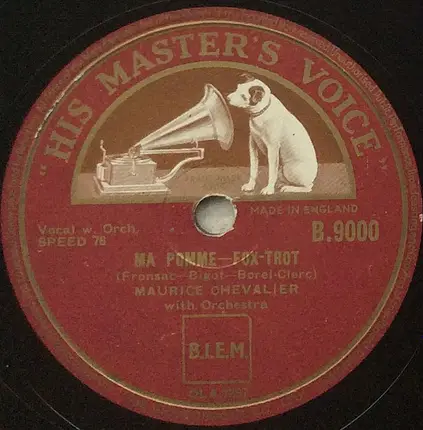 "HIS MASTER'S VOICE"
MADE IN ENGLAND
Vocal w. Orch.
SPEED 78
B.9000
MA POMME—FOX-TROT
(Fronsac—Bigot—Borel-Clerc)
MAURICE CHEVALIER
with Orchestra
B.I.E.M.